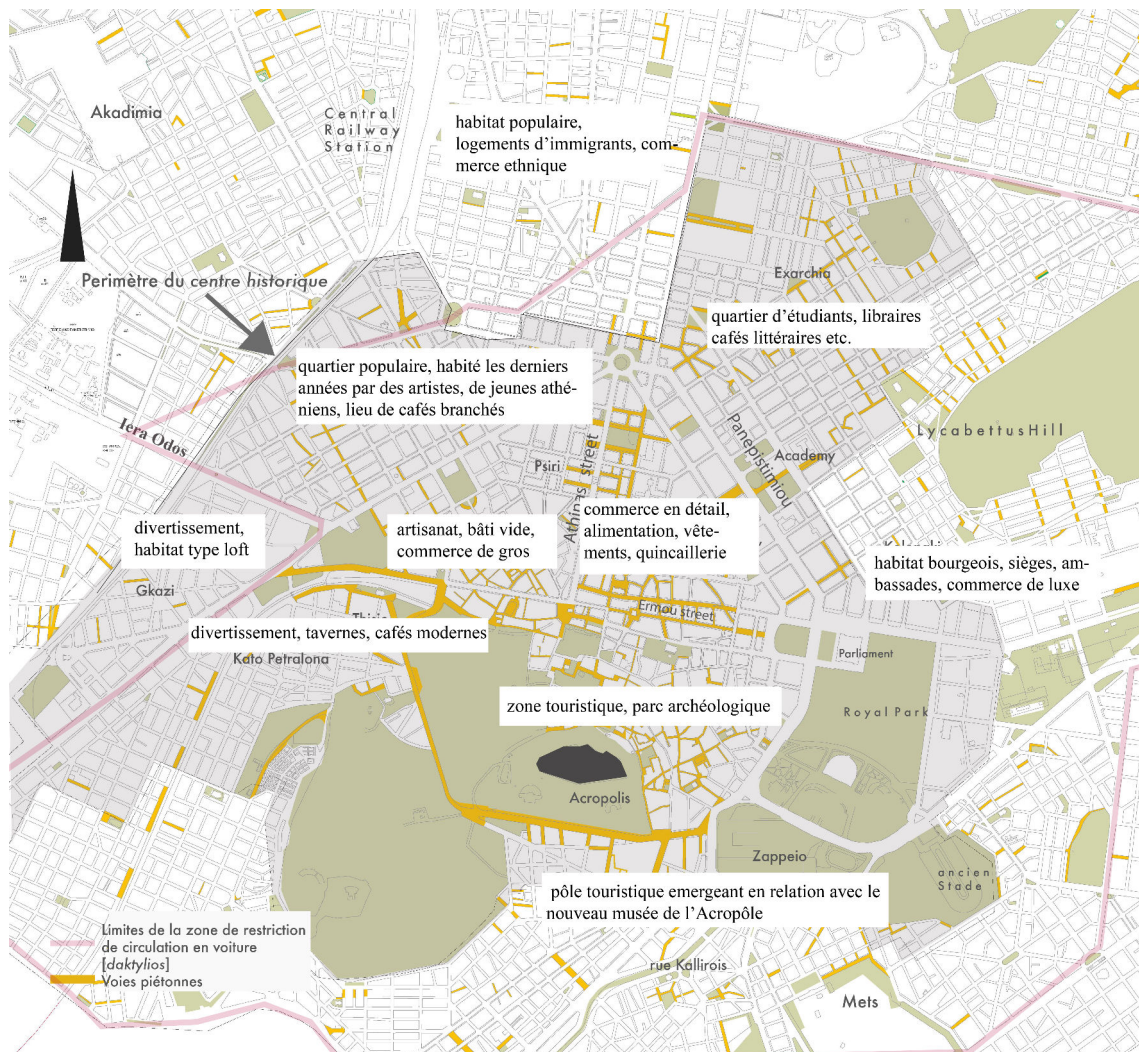 Akadimia
Central
Railway
Station
habitat populaire,
logements d’immigrants, com-
merce ethnique
Perimètre du centre historique
Exarchia
quartier d’étudiants, libraires
cafés littéraires etc.
quartier populaire, habité les derniers
années par des artistes, de jeunes athé-
niens, lieu de cafés branchés
Iera Odos
Lycabettus Hill
Panepistimiou
Academy
Psiri
Athinas street
commerce en détail,
alimentation, vête-
ments, quincaillerie
divertissement,
habitat type loft
artisanat, bâti vide,
commerce de gros
habitat bourgeois, sièges, am-
bassades, commerce de luxe
Gkazi
Ermou street
divertissement, tavernes, cafés modernes
Kato Petralona
Parliament
zone touristique, parc archéologique
Royal Park
Acropolis
Zappeio
ancien
Stade
pôle touristique emergeant en relation avec le
nouveau musée de l’Acropôle
Limites de la zone de restriction
de circulation en voiture
[daktylios]
Voies piétonnes
rue Kallirois
Mets